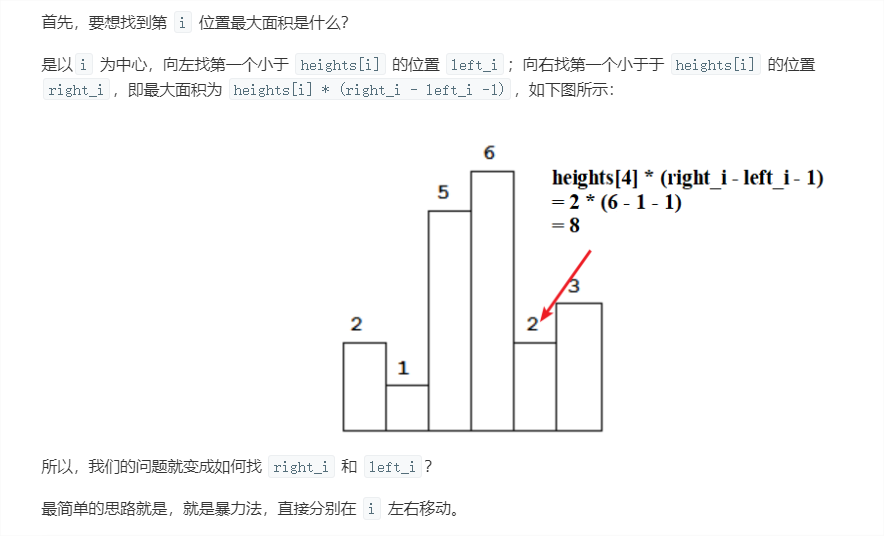 首先，要想找到第 i 位置最大面积是什么？
是以 i 为中心，向左找第一个小于 heights[i] 的位置 left_i；向右找第一个小于于 heights[i] 的位置
right_i，即最大面积为 heights[i] * (right_i - left_i -1)，如下图所示：
6
heights[4] * (right_i - left_i - 1)
5
= 2 * (6 - 1 - 1)
= 8
3
2
2
1
所以，我们的问题就变成如何找 right_i 和 left_i？
最简单的思路就是，就是暴力法，直接分别在 i 左右移动。